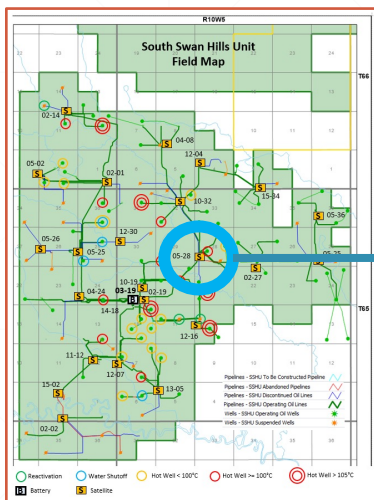 R10W5
South Swan Hills Unit
Field Map
T66
02-14
04-08
12-04
05-02
02-01
15-34
10-32
05-36
12-30
05-26
05-25
05-28
05-25
02-27
10-19
04-24
03-19
02-19
14-18
T65
12-16
11-12
12-07
13-05
15-02
02-02
Pipelines - SSHU To Be Constructed Pipeline
Pipelines - SSHU Abandoned Pipelines
Pipelines - SSHU Discontinued Oil Lines
Pipelines - SSHU Operating Oil Lines
Wells - SSHU Operating Oil Wells
Wells - SSHU Suspended Wells
Reactivation
Water Shutoff
Hot Well < 100°C
Hot Well >= 100°C
Hot Well > 105°C
B Battery
S Satellite